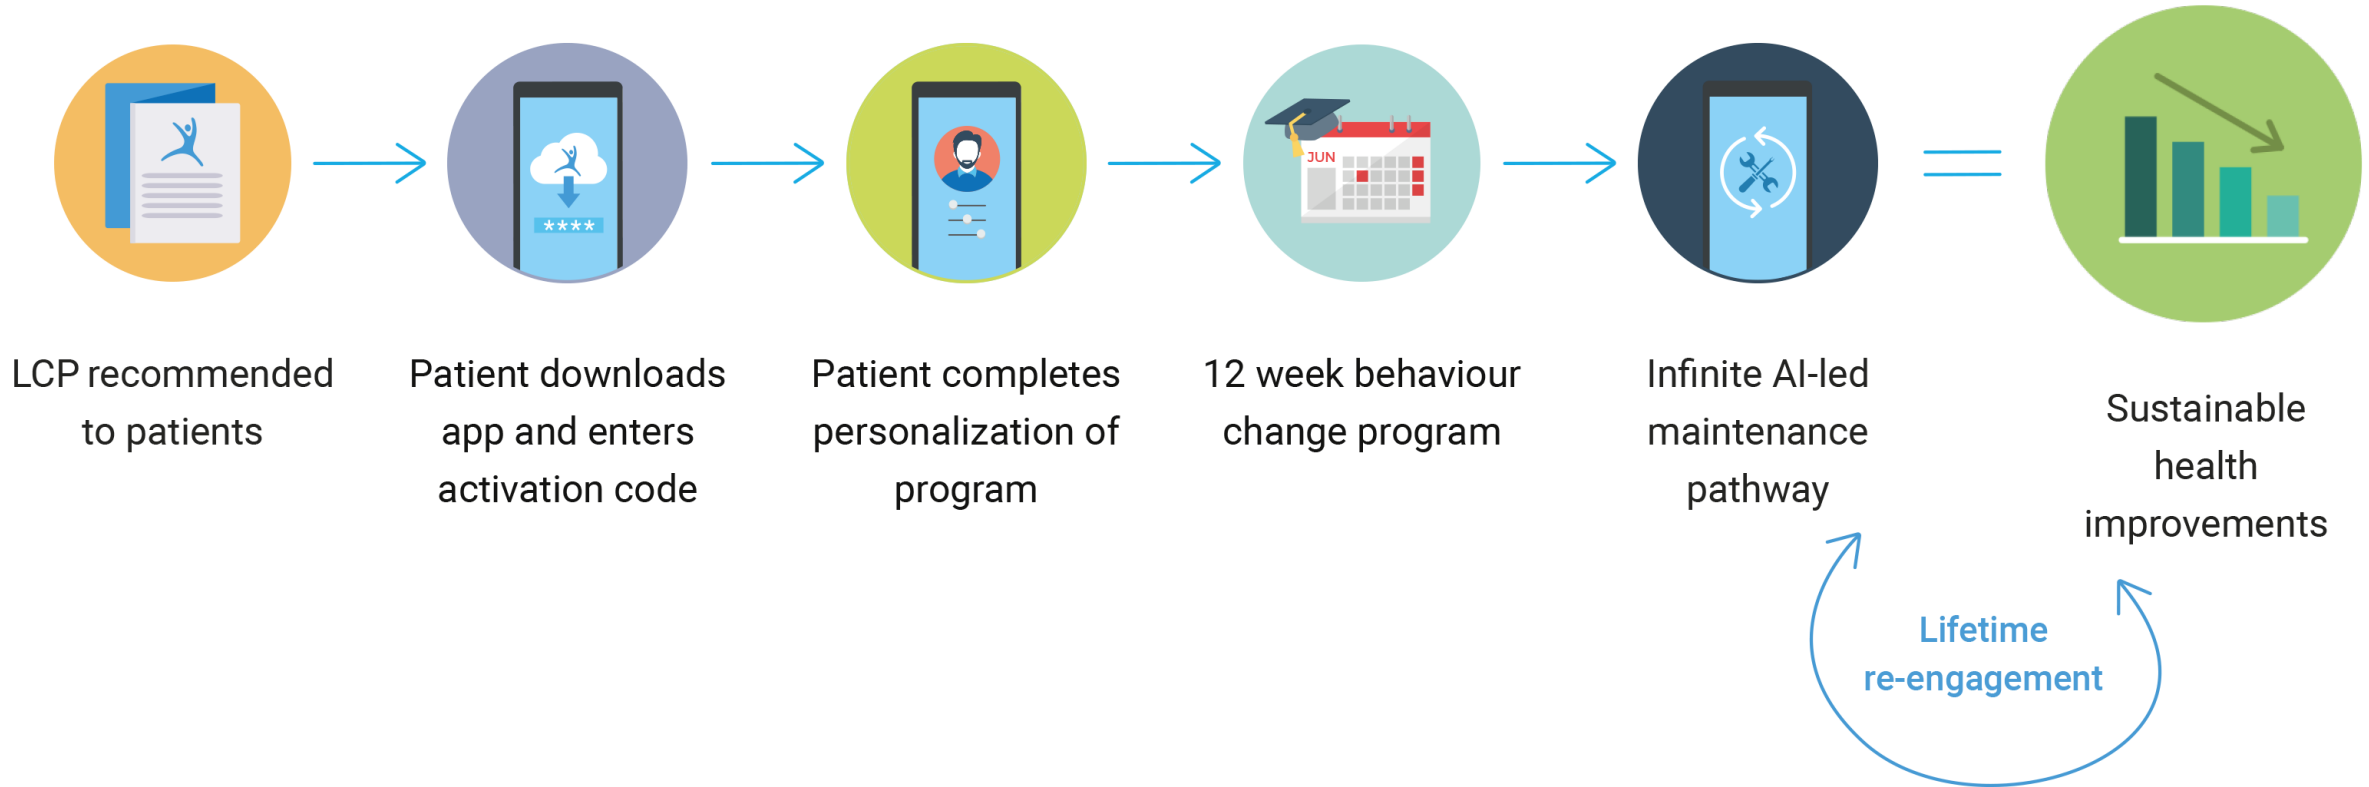 ****
JUN
LCP recommended
to patients
Patient downloads
app and enters
activation code
Patient completes
personalization of
program
12 week behaviour
change program
Infinite AI-led
maintenance
pathway
Sustainable
health
improvements
Lifetime
re-engagement